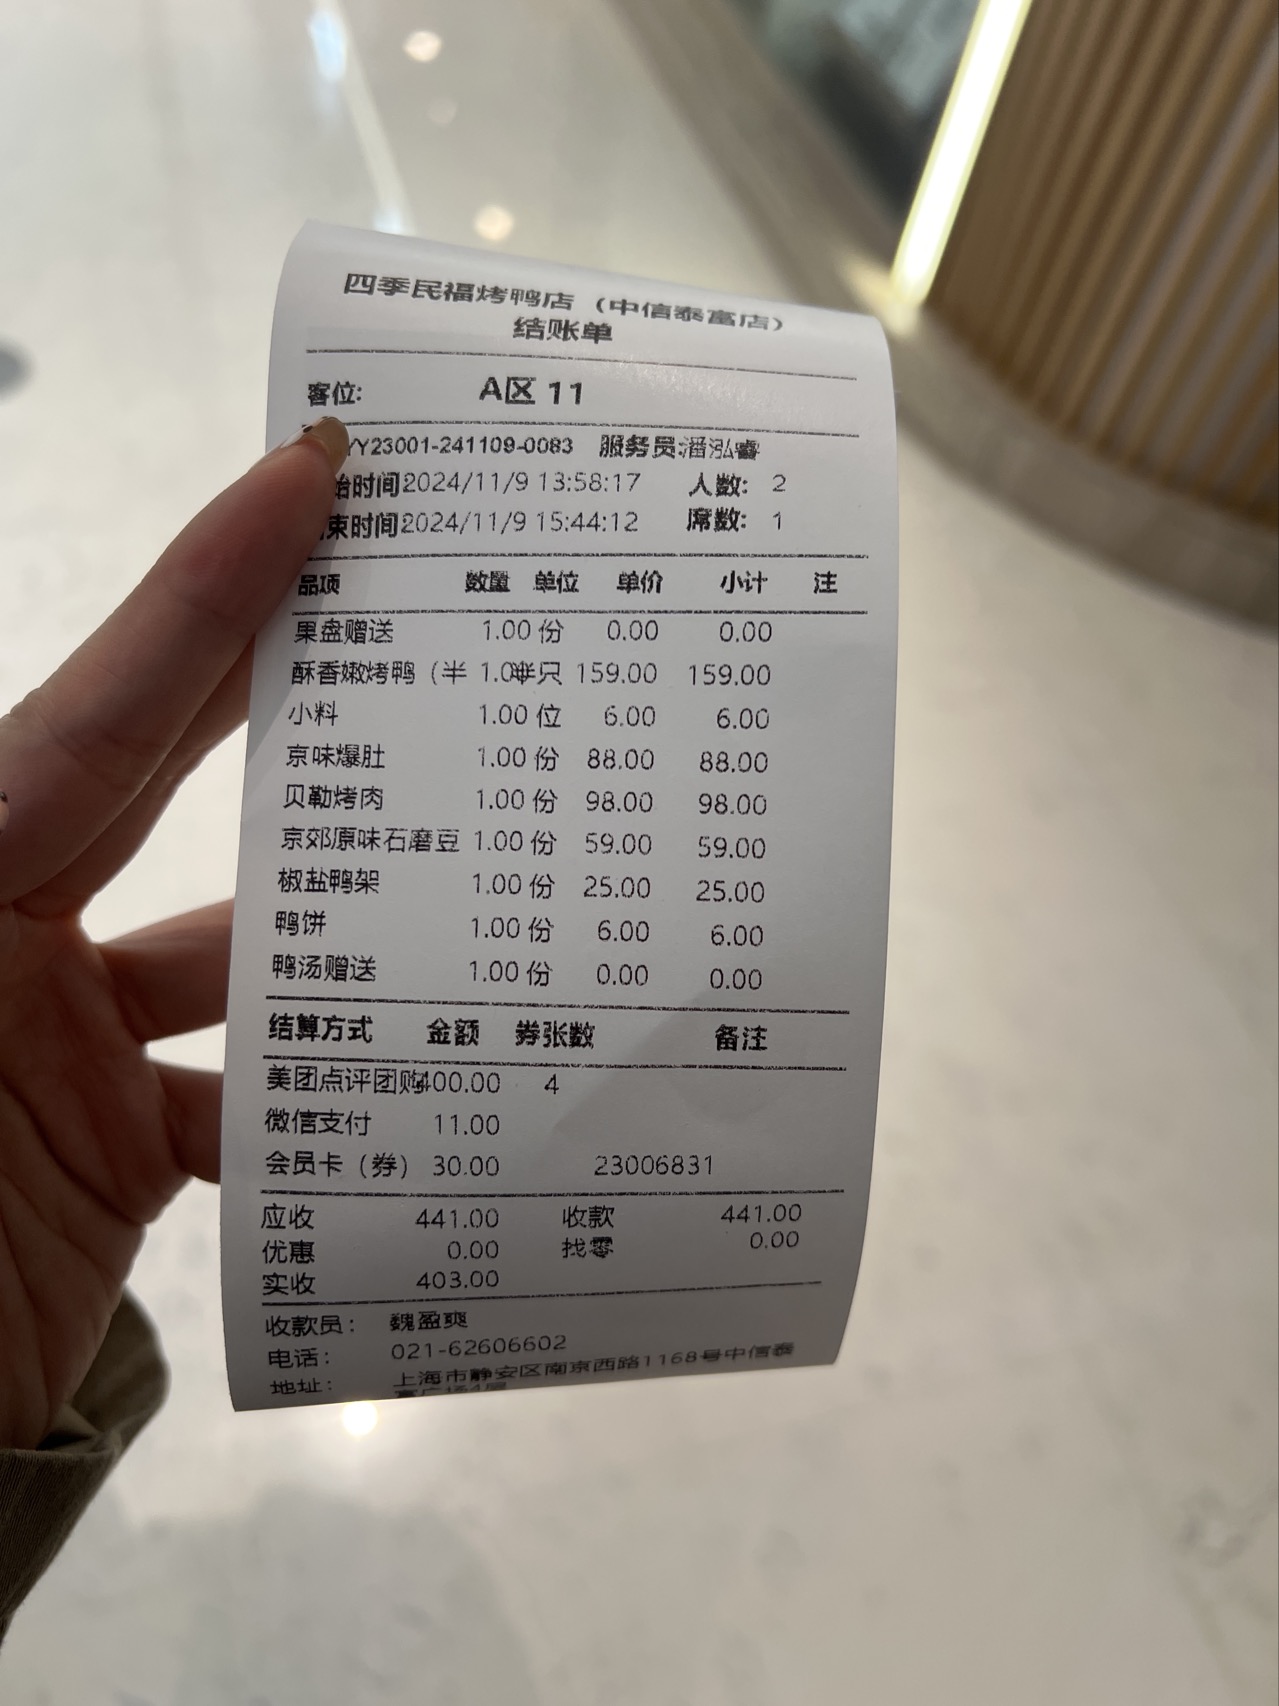 四季民福烤鸭店（中信泰富店）
结账单
客位: A区 11
YY23001-241109-0083 服务员:潘泓睿
始时间2024/11/9 13:58:17 人数: 2
束时间2024/11/9 15:44:12 席数: 1
品项 数量 单位 单价 小计 注
果盘赠送 1.00 份 0.00 0.00
酥香嫩烤鸭（半 1.00半只 159.00 159.00
小料 1.00 位 6.00 6.00
京味爆肚 1.00 份 88.00 88.00
贝勒烤肉 1.00 份 98.00 98.00
京郊原味石磨豆 1.00 份 59.00 59.00
椒盐鸭架 1.00 份 25.00 25.00
鸭饼 1.00 份 6.00 6.00
鸭汤赠送 1.00 份 0.00 0.00
结算方式 金额 券张数 备注
美团点评团购400.00 4
微信支付 11.00
会员卡（券） 30.00 23006831
应收 441.00 收款 441.00
优惠 0.00 找零 0.00
实收 403.00
收款员: 魏盈爽
电话: 021-62606602
地址: 上海市静安区南京西路1168号中信泰
富广场4层